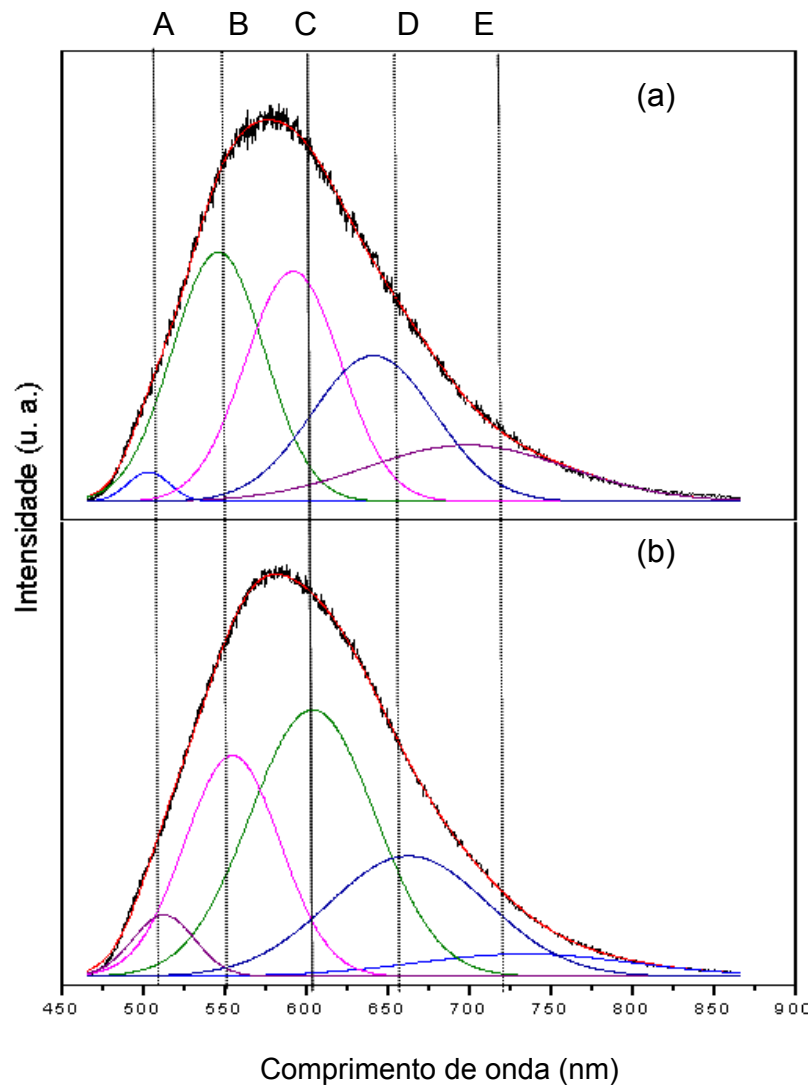 A B C D E
(a)
(b)
Intensidade (u. a.)
450 500 550 600 650 700 750 800 850 900
Comprimento de onda (nm)